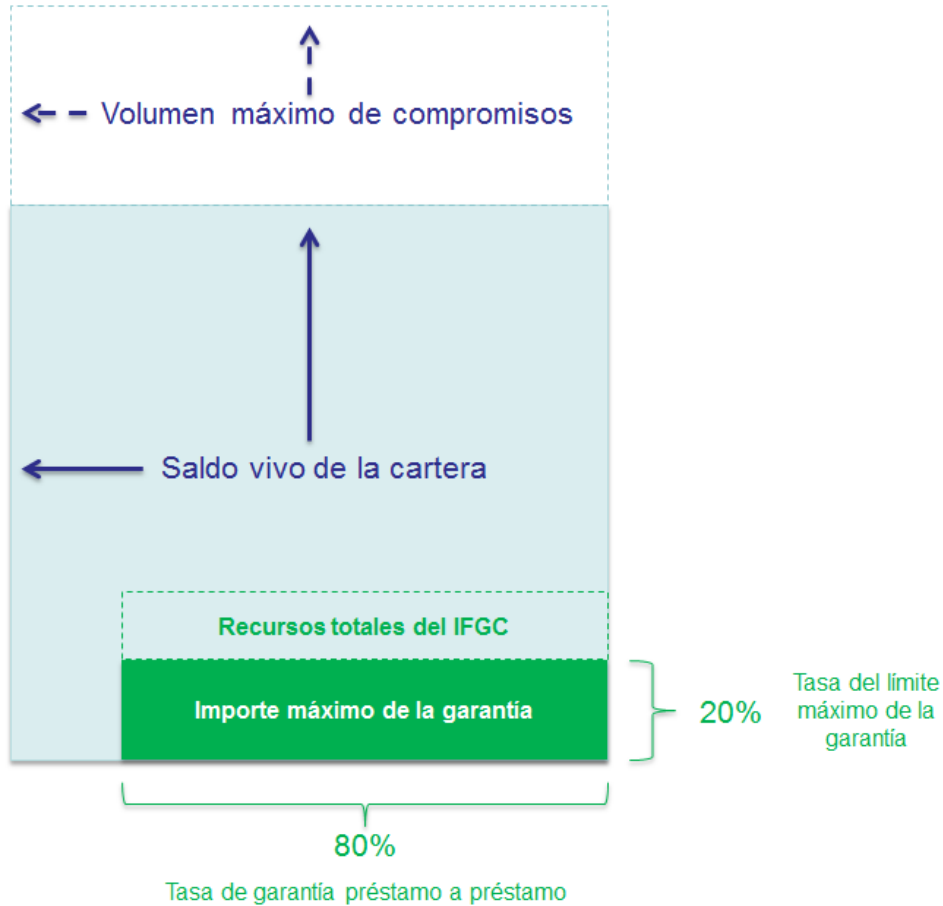 Volumen máximo de compromisos
Saldo vivo de la cartera
Recursos totales del IFGC
Importe máximo de la garantía
20%
Tasa del límite
máximo de la
garantía
80%
Tasa de garantía préstamo a préstamo